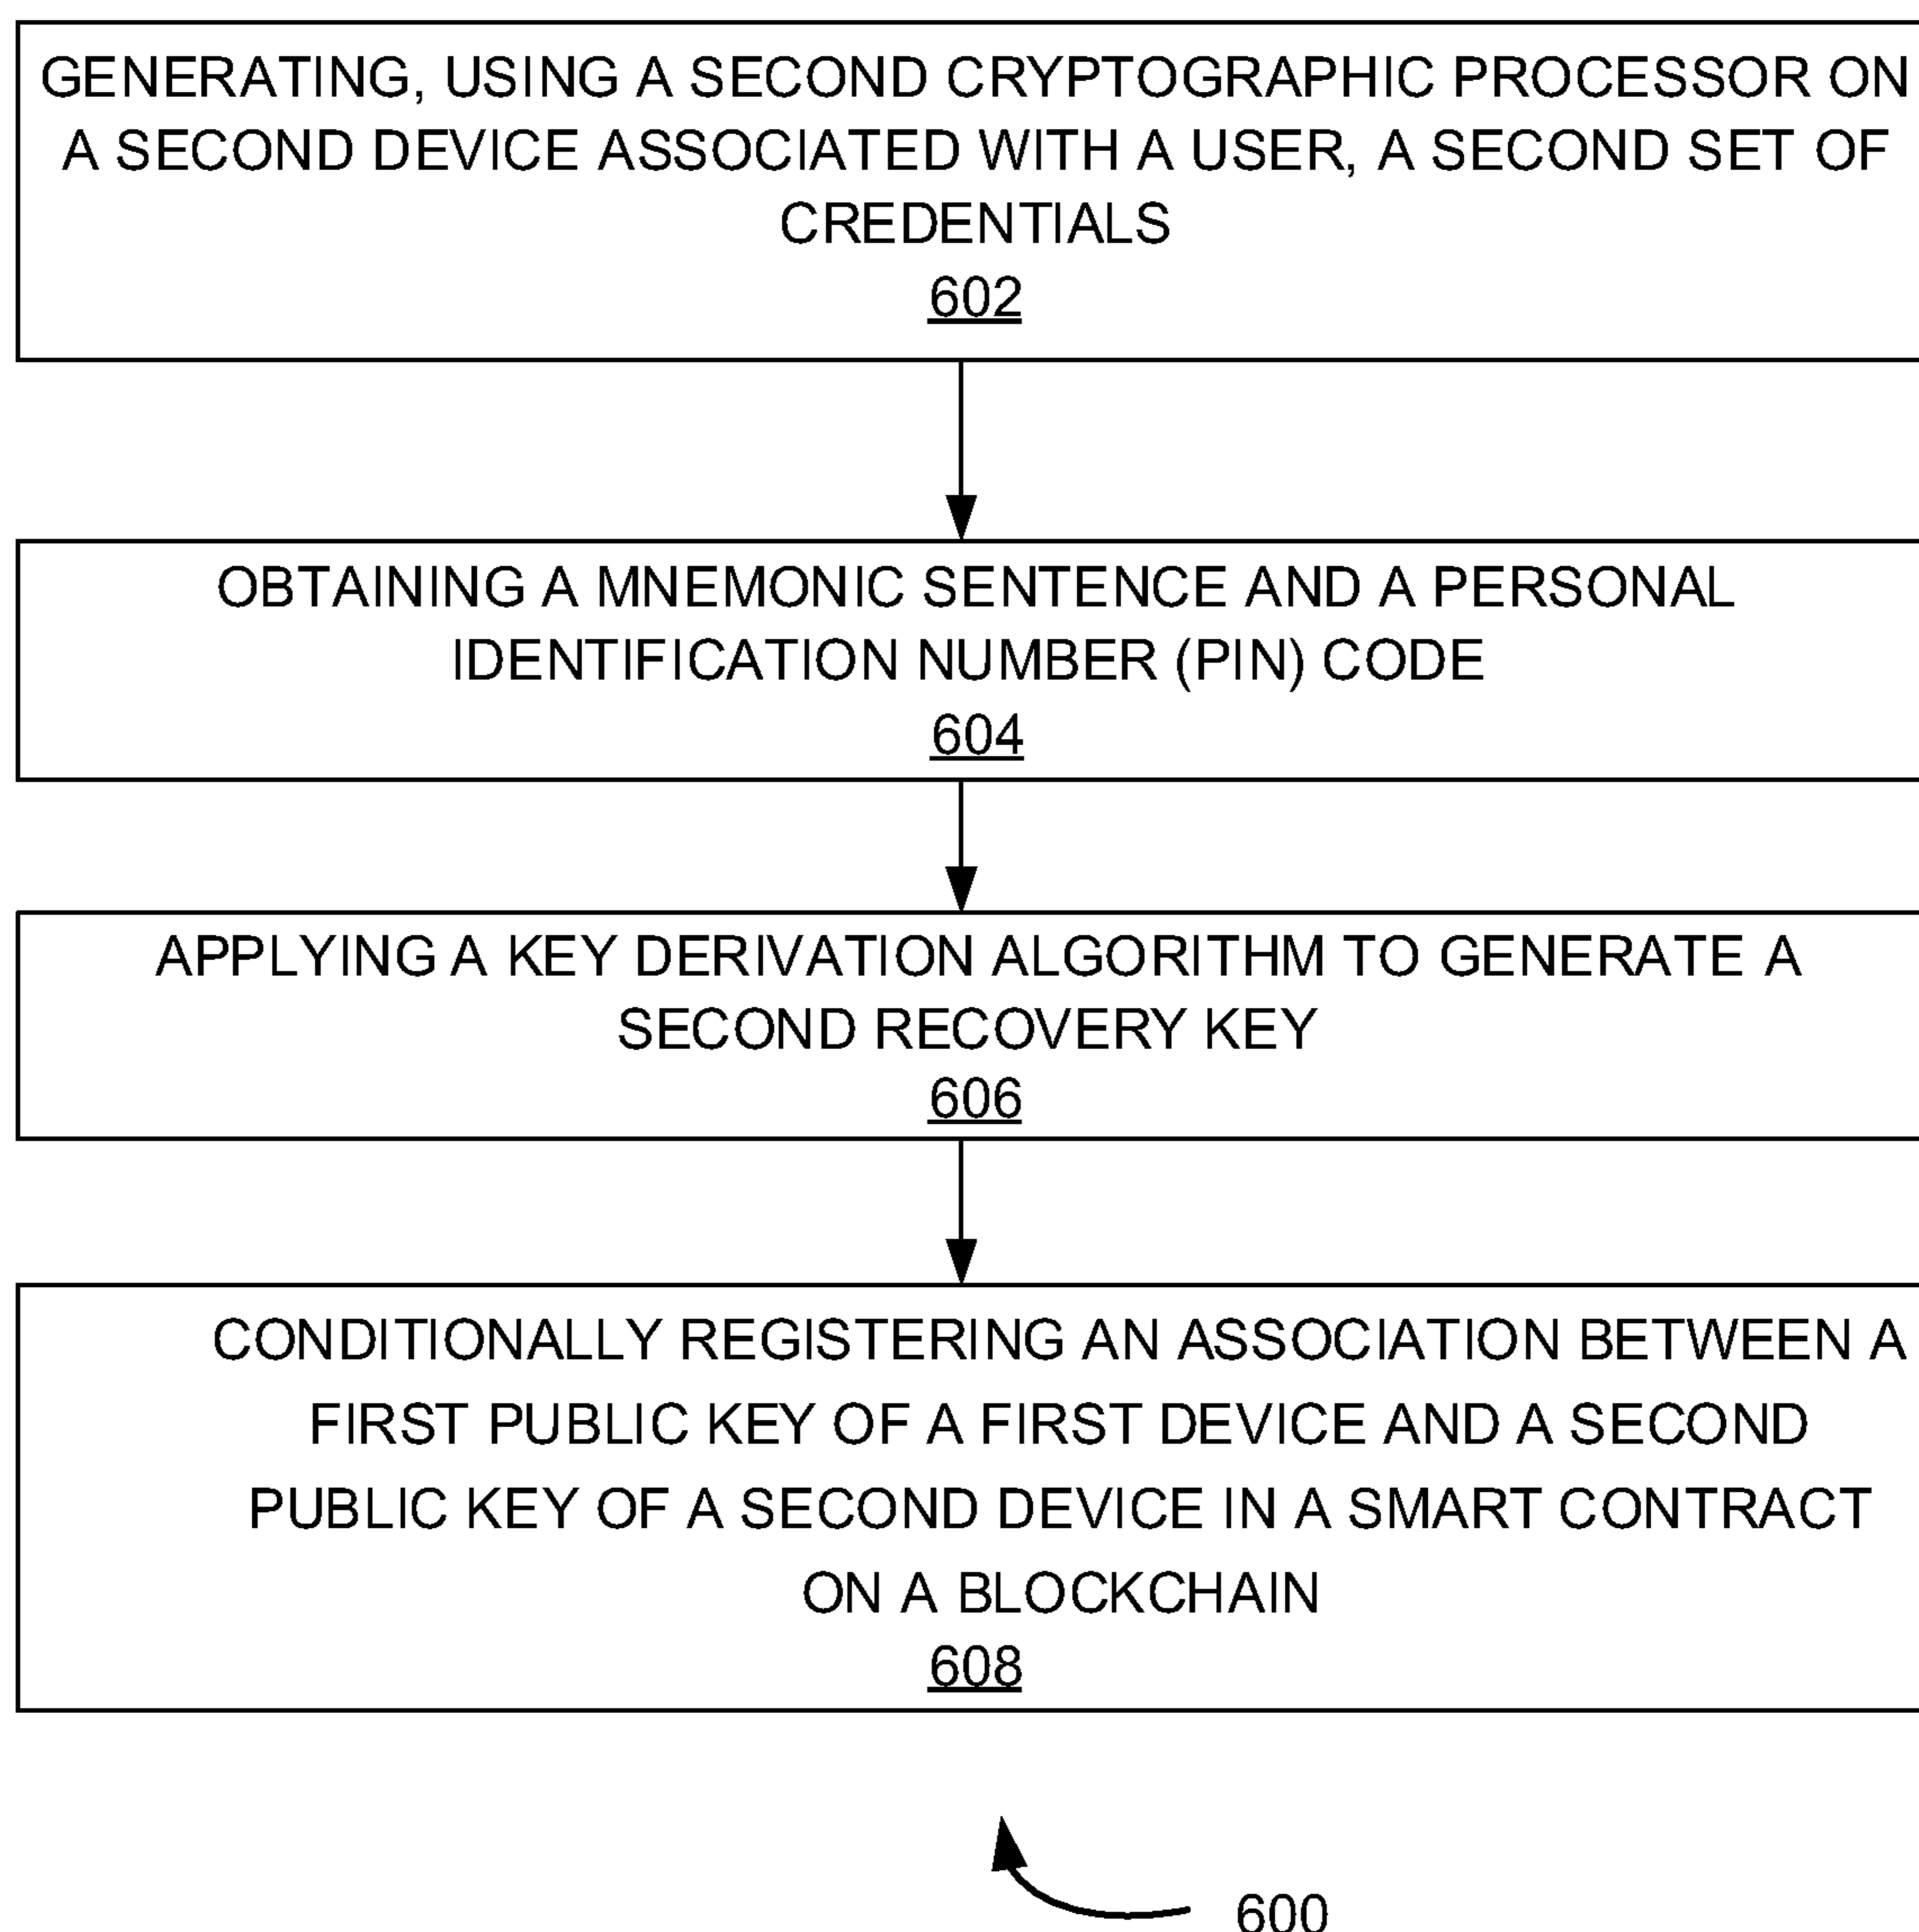 GENERATING, USING A SECOND CRYPTOGRAPHIC PROCESSOR ON
A SECOND DEVICE ASSOCIATED WITH A USER, A SECOND SET OF
CREDENTIALS
602
OBTAINING A MNEMONIC SENTENCE AND A PERSONAL
IDENTIFICATION NUMBER (PIN) CODE
604
APPLYING A KEY DERIVATION ALGORITHM TO GENERATE A
SECOND RECOVERY KEY
606
CONDITIONALLY REGISTERING AN ASSOCIATION BETWEEN A
FIRST PUBLIC KEY OF A FIRST DEVICE AND A SECOND
PUBLIC KEY OF A SECOND DEVICE IN A SMART CONTRACT
ON A BLOCKCHAIN
608
600